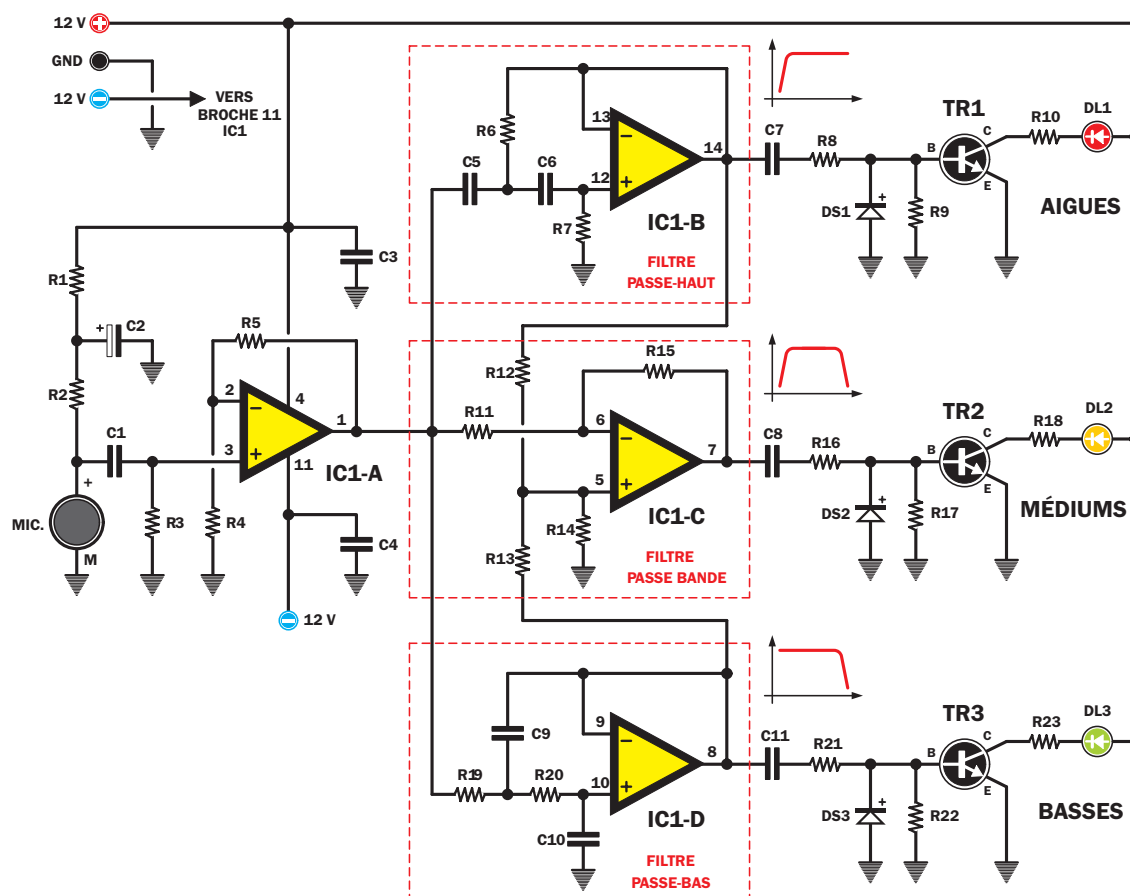 12 V
GND
12 V
VERS
BROCHE 11
IC1
R1
C2
+
R2
C1
+
MIC.
M
R3
R4
R5
2
−
3
+
4
11
1
IC1-A
C3
C4
12 V
R6
C5
C6
R7
13
−
12
+
14
IC1-B
FILTRE
PASSE-HAUT
C7
R8
DS1
+
R9
TR1
B
C
E
R10
DL1
AIGUES
R12
R11
R15
6
−
5
+
7
R14
R13
IC1-C
FILTRE
PASSE BANDE
C8
R16
DS2
+
R17
TR2
B
C
E
R18
DL2
MÉDIUMS
C9
R19
R20
C10
9
−
10
+
8
IC1-D
FILTRE
PASSE-BAS
C11
R21
DS3
+
R22
TR3
B
C
E
R23
DL3
BASSES